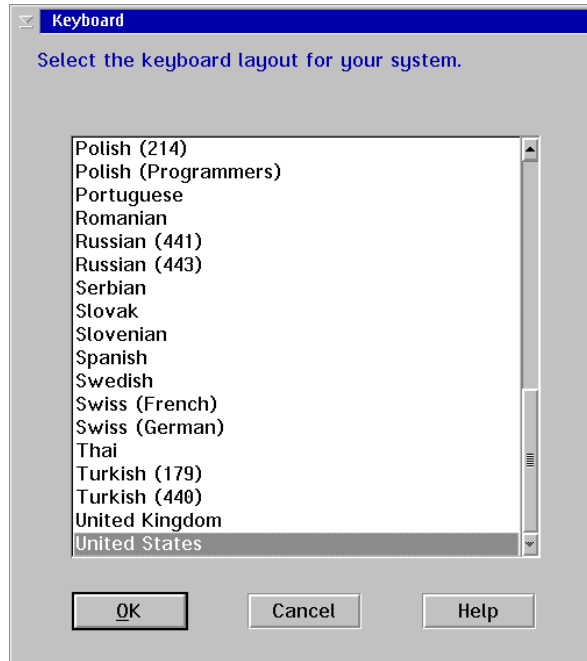 Keyboard
Select the keyboard layout for your system.
Polish (214)
Polish (Programmers)
Portuguese
Romanian
Russian (441)
Russian (443)
Serbian
Slovak
Slovenian
Spanish
Swedish
Swiss (French)
Swiss (German)
Thai
Turkish (179)
Turkish (440)
United Kingdom
United States
OK
Cancel
Help